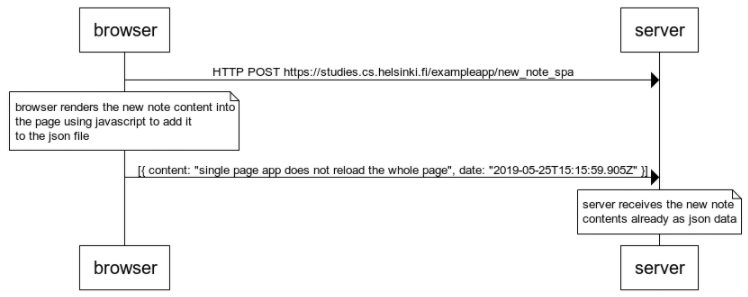 browser
server
HTTP POST https://studies.cs.helsinki.fi/exampleapp/new_note_spa
browser renders the new note content into
the page using javascript to add it
to the json file
[{ content: "single page app does not reload the whole page", date: "2019-05-25T15:15:59.905Z" }]
server receives the new note
contents already as json data
browser
server